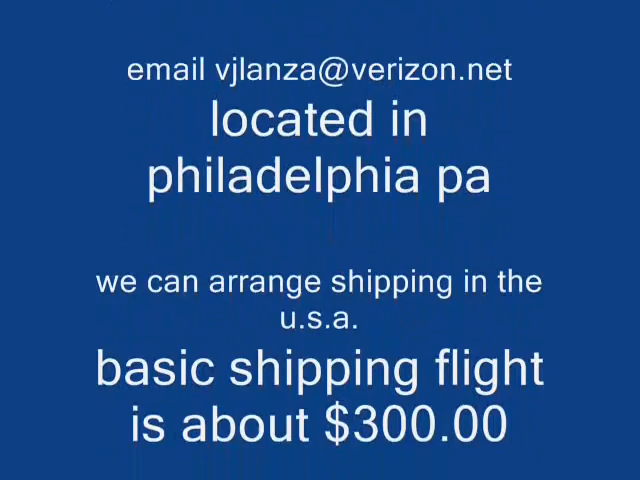 email vjlanza@verizon.net
located in
philadelphia pa
we can arrange shipping in the
u.s.a.
basic shipping flight
is about $300.00